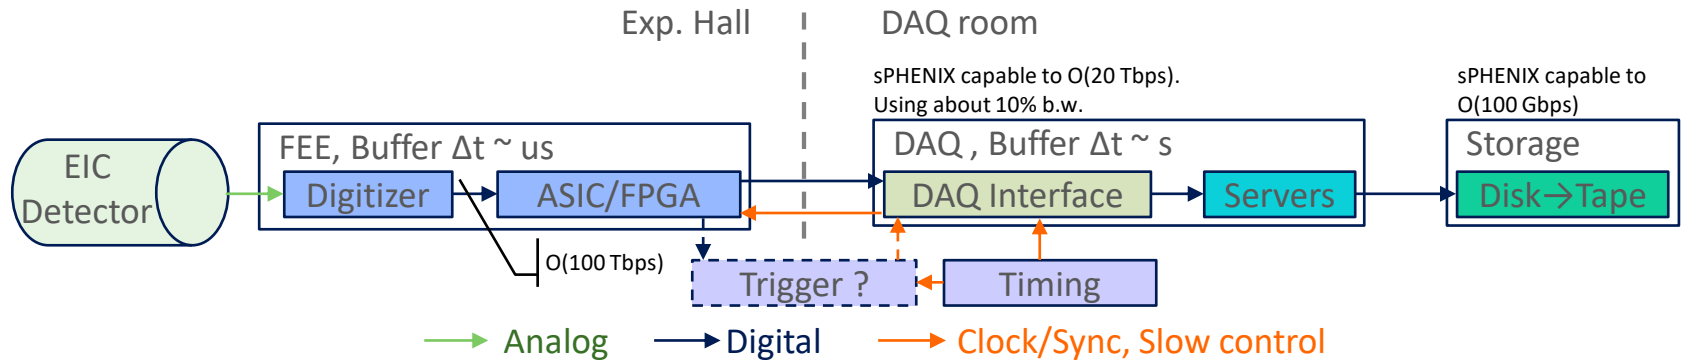 Exp. Hall
DAQ room
sPHENIX capable to O(20 Tbps).
Using about 10% b.w.
sPHENIX capable to
O(100 Gbps)
EIC
Detector
FEE, Buffer Δt ~ us
Digitizer
ASIC/FPGA
O(100 Tbps)
DAQ , Buffer Δt ~ s
DAQ Interface
Servers
Storage
Disk→Tape
Trigger ?
Timing
Analog
Digital
Clock/Sync, Slow control